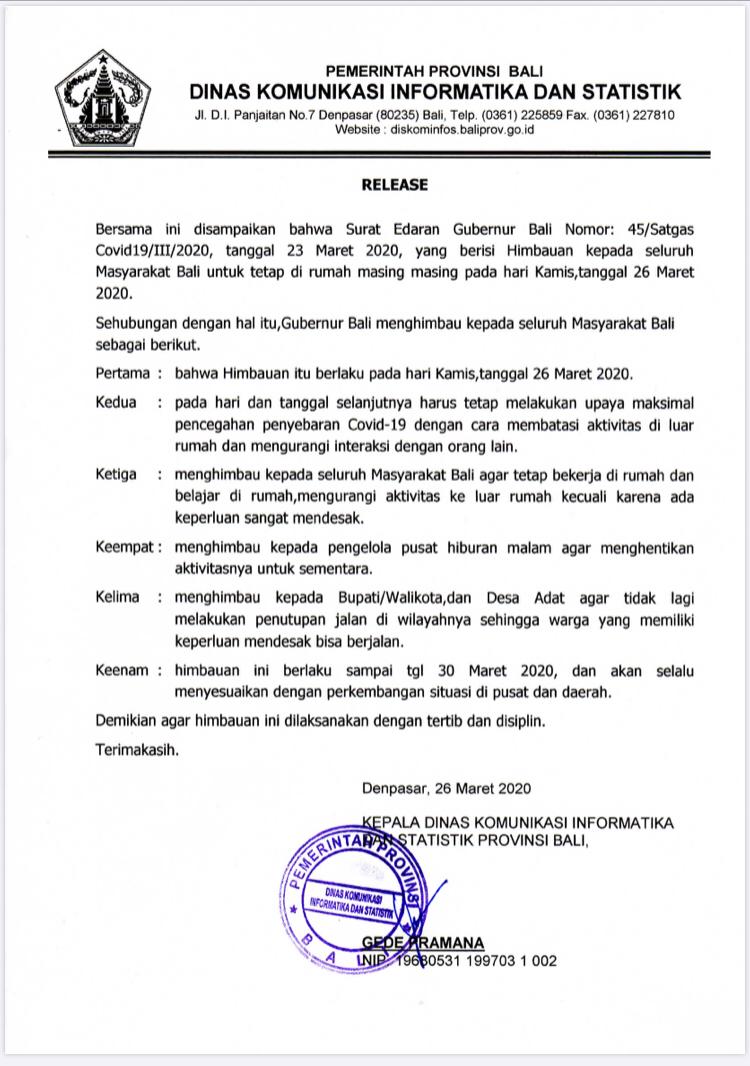 PEMERINTAH PROVINSI BALI
DINAS KOMUNIKASI INFORMATIKA DAN STATISTIK
Jl. D.I. Panjaitan No.7 Denpasar (80235) Bali, Telp. (0361) 225859 Fax. (0361) 227810
Website : diskominfos.baliprov.go.id
RELEASE
Bersama ini disampaikan bahwa Surat Edaran Gubernur Bali Nomor: 45/Satgas
Covid19/III/2020, tanggal 23 Maret 2020, yang berisi Himbauan kepada seluruh
Masyarakat Bali untuk tetap di rumah masing masing pada hari Kamis,tanggal 26 Maret
2020.
Sehubungan dengan hal itu,Gubernur Bali menghimbau kepada seluruh Masyarakat Bali
sebagai berikut.
Pertama : bahwa Himbauan itu berlaku pada hari Kamis,tanggal 26 Maret 2020.
Kedua : pada hari dan tanggal selanjutnya harus tetap melakukan upaya maksimal
pencegahan penyebaran Covid-19 dengan cara membatasi aktivitas di luar
rumah dan mengurangi interaksi dengan orang lain.
Ketiga : menghimbau kepada seluruh Masyarakat Bali agar tetap bekerja di rumah dan
belajar di rumah,mengurangi aktivitas ke luar rumah kecuali karena ada
keperluan sangat mendesak.
Keempat : menghimbau kepada pengelola pusat hiburan malam agar menghentikan
aktivitasnya untuk sementara.
Kelima : menghimbau kepada Bupati/Walikota,dan Desa Adat agar tidak lagi
melakukan penutupan jalan di wilayahnya sehingga warga yang memiliki
keperluan mendesak bisa berjalan.
Keenam : himbauan ini berlaku sampai tgl 30 Maret 2020, dan akan selalu
menyesuaikan dengan perkembangan situasi di pusat dan daerah.
Demikian agar himbauan ini dilaksanakan dengan tertib dan disiplin.
Terimakasih.
Denpasar, 26 Maret 2020
KEPALA DINAS KOMUNIKASI INFORMATIKA
DAN STATISTIK PROVINSI BALI,
PEMERINTAH PROVINSI
DINAS KOMUNIKASI
INFORMATIKA DAN STATISTIK
BALI
GEDE PRAMANA
NIP. 19680531 199703 1 002